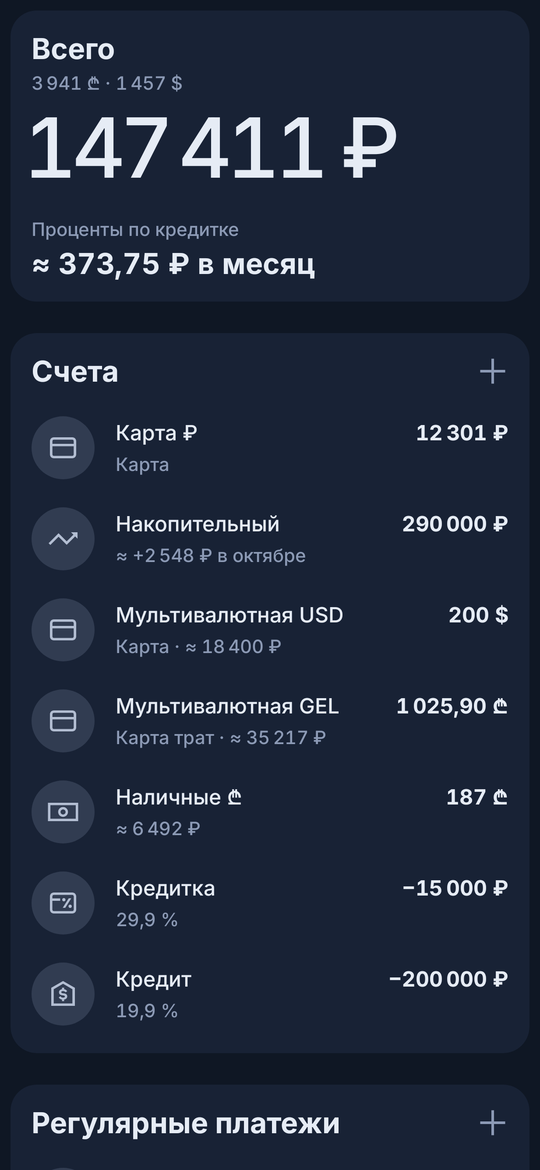 Всего
3 941 ₾ · 1 457 $
147 411 ₽
Проценты по кредитке
≈ 373,75 ₽ в месяц
Счета
Карта ₽
12 301 ₽
Карта
Накопительный
290 000 ₽
≈ +2 548 ₽ в октябре
Мультивалютная USD
200 $
Карта · ≈ 18 400 ₽
Мультивалютная GEL
1 025,90 ₾
Карта трат · ≈ 35 217 ₽
Наличные ₾
187 ₾
≈ 6 492 ₽
Кредитка
−15 000 ₽
29,9 %
Кредит
−200 000 ₽
19,9 %
Регулярные платежи